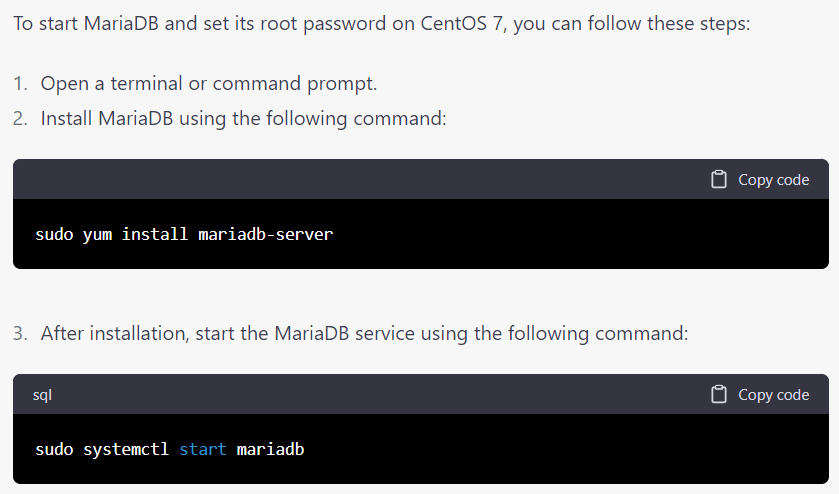 To start MariaDB and set its root password on CentOS 7, you can follow these steps:
1. Open a terminal or command prompt.
2. Install MariaDB using the following command:
Copy code
sudo yum install mariadb-server
3. After installation, start the MariaDB service using the following command:
sql Copy code
sudo systemctl start mariadb